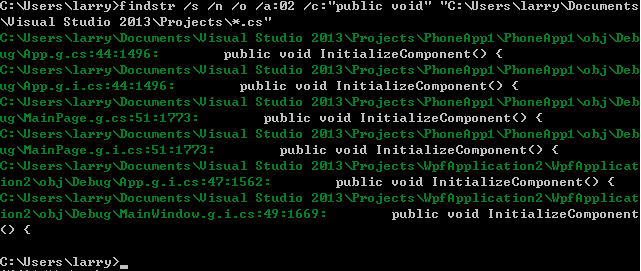 C:\Users\larry>findstr /s /n /o /a:02 /c:"public void" "C:\Users\larry\Documents
\Visual Studio 2013\Projects\*.cs"
C:\Users\larry\Documents\Visual Studio 2013\Projects\PhoneApp1\PhoneApp1\obj\Deb
ug\App.g.cs:44:1496:        public void InitializeComponent() {
C:\Users\larry\Documents\Visual Studio 2013\Projects\PhoneApp1\PhoneApp1\obj\Deb
ug\App.g.i.cs:44:1496:        public void InitializeComponent() {
C:\Users\larry\Documents\Visual Studio 2013\Projects\PhoneApp1\PhoneApp1\obj\Deb
ug\MainPage.g.cs:51:1773:        public void InitializeComponent() {
C:\Users\larry\Documents\Visual Studio 2013\Projects\PhoneApp1\PhoneApp1\obj\Deb
ug\MainPage.g.i.cs:51:1773:        public void InitializeComponent() {
C:\Users\larry\Documents\Visual Studio 2013\Projects\WpfApplication2\WpfApplicat
ion2\obj\Debug\App.g.i.cs:47:1562:        public void InitializeComponent() {
C:\Users\larry\Documents\Visual Studio 2013\Projects\WpfApplication2\WpfApplicat
ion2\obj\Debug\MainWindow.g.i.cs:49:1669:        public void InitializeComponent
() {
C:\Users\larry>_